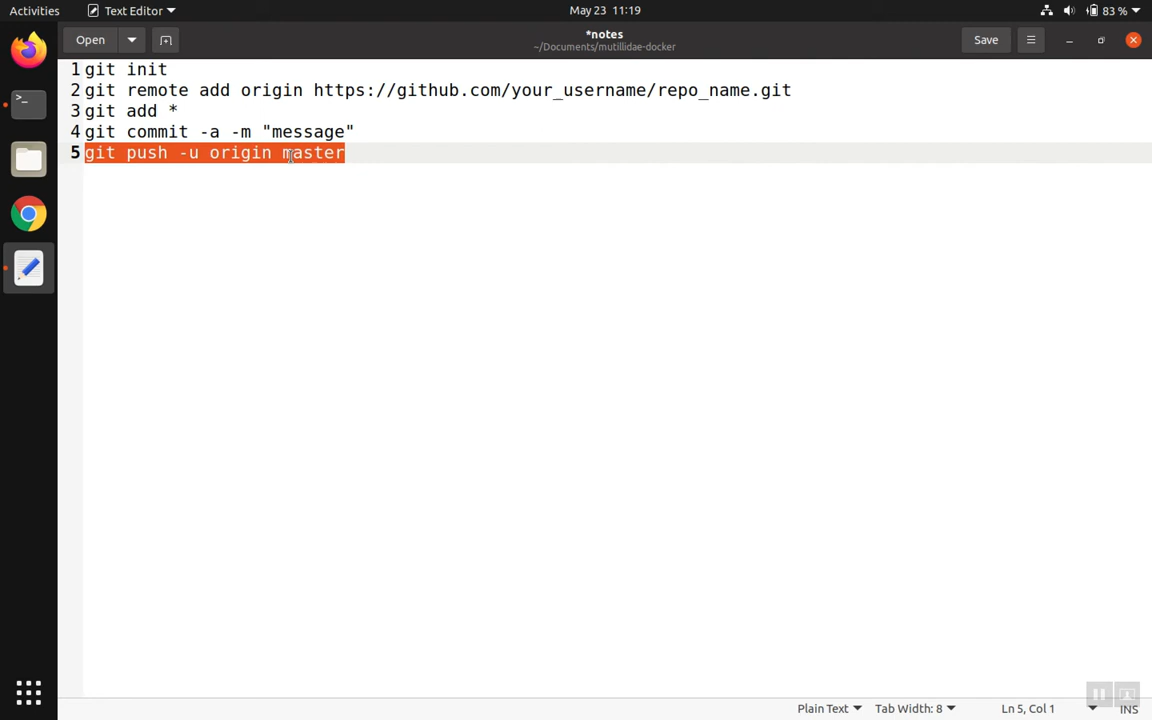 Activities Text Editor May 23 11:19 83 %
Open *notes Save
~/Documents/mutillidae-docker
1 git init
2 git remote add origin https://github.com/your_username/repo_name.git
3 git add *
4 git commit -a -m "message"
5 git push -u origin master
Plain Text Tab Width: 8 Ln 5, Col 1 INS